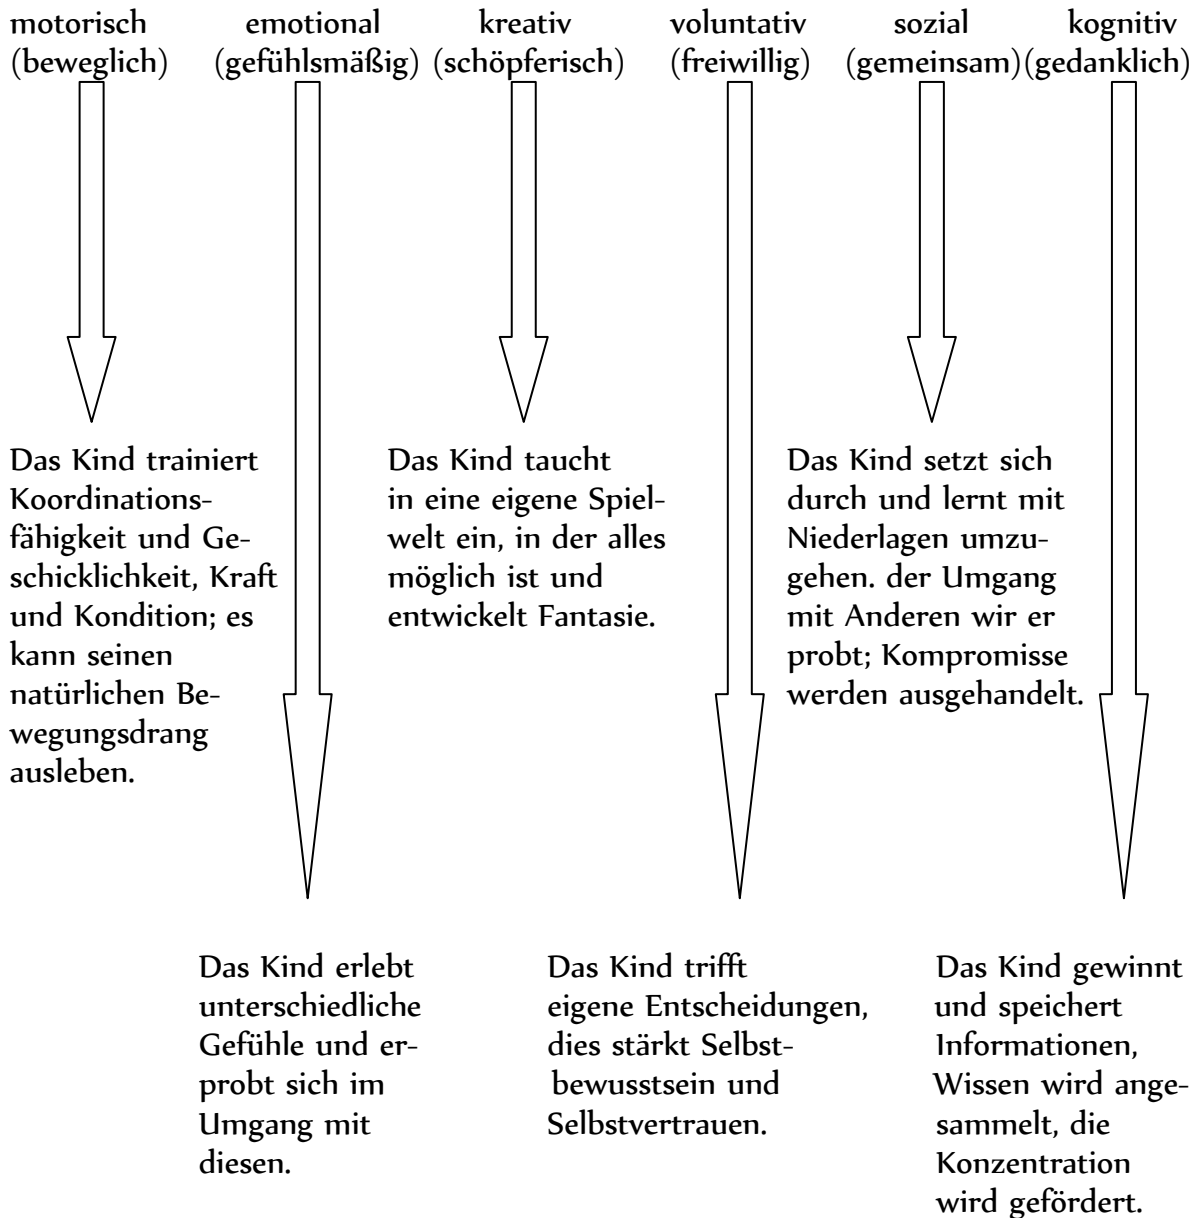 motorisch
(beweglich)
emotional
(gefühlsmäßig)
kreativ
(schöpferisch)
voluntativ
(freiwillig)
sozial
(gemeinsam)
kognitiv
(gedanklich)
Das Kind trainiert
Koordinations-
fähigkeit und Ge-
schicklichkeit, Kraft
und Kondition; es
kann seinen
natürlichen Be-
wegungsdrang
ausleben.
Das Kind taucht
in eine eigene Spiel-
welt ein, in der alles
möglich ist und
entwickelt Fantasie.
Das Kind setzt sich
durch und lernt mit
Niederlagen umzu-
gehen. der Umgang
mit Anderen wir er
probt; Kompromisse
werden ausgehandelt.
Das Kind erlebt
unterschiedliche
Gefühle und er-
probt sich im
Umgang mit
diesen.
Das Kind trifft
eigene Entscheidungen,
dies stärkt Selbst-
bewusstsein und
Selbstvertrauen.
Das Kind gewinnt
und speichert
Informationen,
Wissen wird ange-
sammelt, die
Konzentration
wird gefördert.